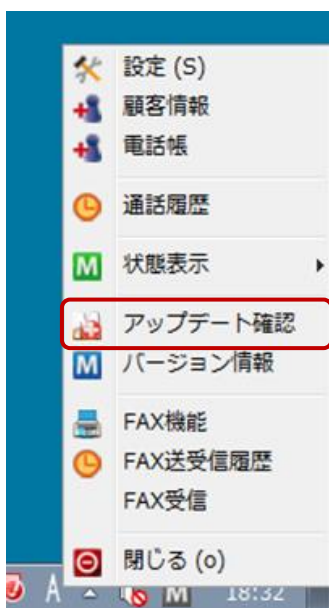 設定 (S)
顧客情報
電話帳
通話履歴
M 状態表示
アップデート確認
M バージョン情報
FAX機能
FAX送受信履歴
FAX受信
閉じる (o)
A M 18:32